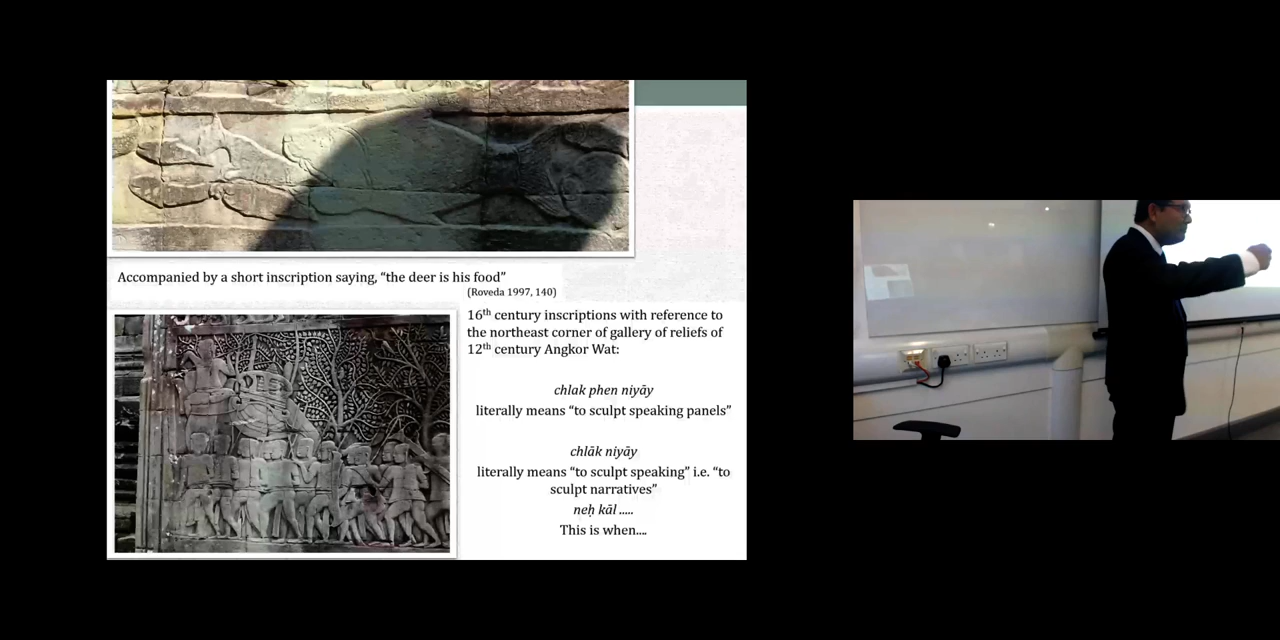 Accompanied by a short inscription saying, “the deer is his food”
(Roveda 1997, 140)
16th century inscriptions with reference to
the northeast corner of gallery of reliefs of
12th century Angkor Wat:
chlak phen niyāy
literally means “to sculpt speaking panels”
chlāk niyāy
literally means “to sculpt speaking” i.e. “to
sculpt narratives”
neḥ kāl .....
This is when....